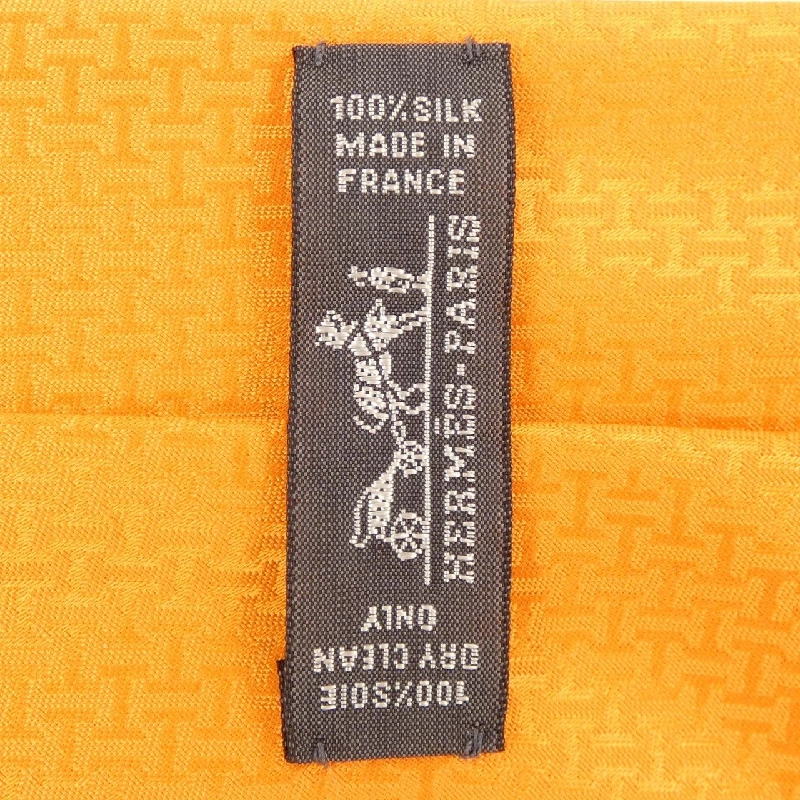 100% SILK
MADE IN
FRANCE
HERMÈS-PARIS
100% SOIE
DRY CLEAN
ONLY